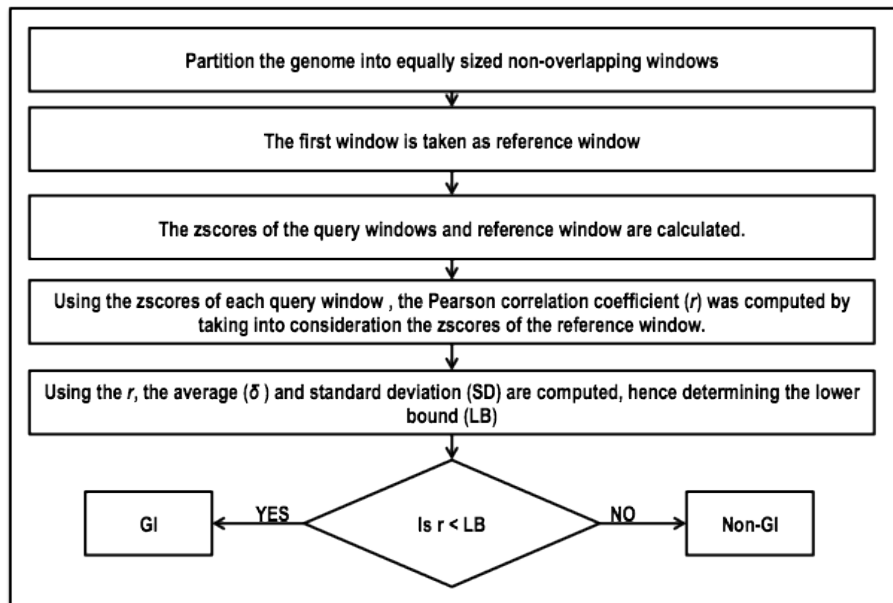 Partition the genome into equally sized non-overlapping windows
The first window is taken as reference window
The zscores of the query windows and reference window are calculated.
Using the zscores of each query window , the Pearson correlation coefficient (r) was computed by
taking into consideration the zscores of the reference window.
Using the r, the average (δ ) and standard deviation (SD) are computed, hence determining the lower
bound (LB)
GI
YES
Is r < LB
NO
Non-GI